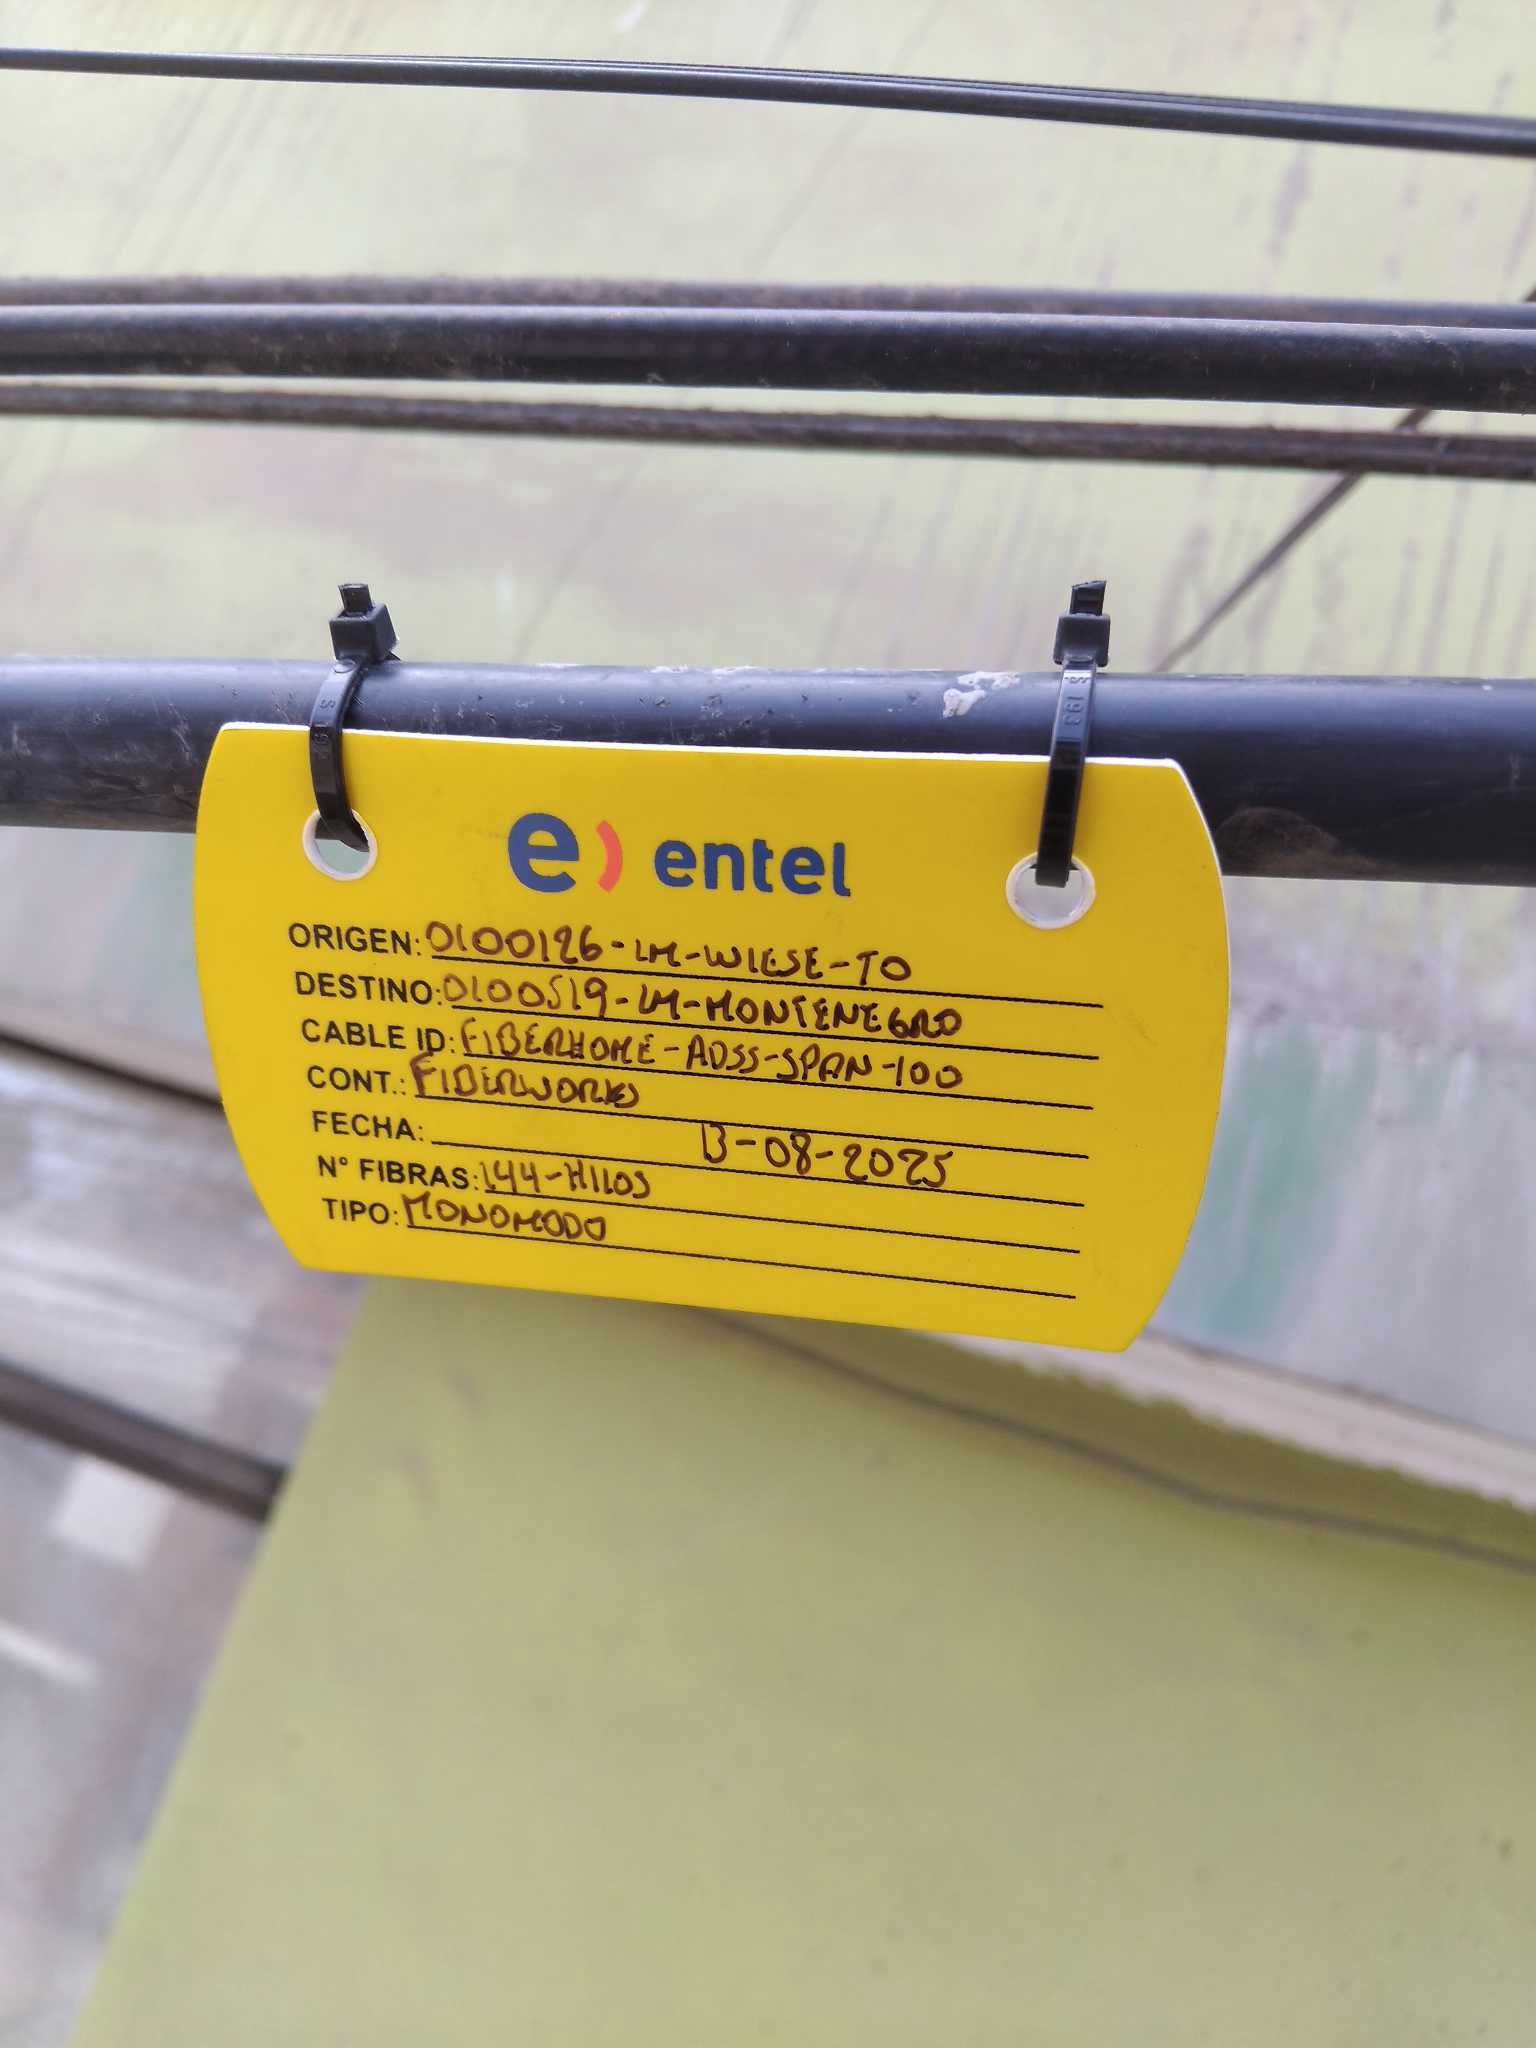 e) entel
ORIGEN: 0100126-LM-WIESE-TO
DESTINO: 0100519-LM-MONTENEGRO
CABLE ID: FIBERHOME-ADSS-SPAN-100
CONT.: FIBERWORKS
FECHA: 13-08-2025
N° FIBRAS: 144-HILOS
TIPO: MONOMODO